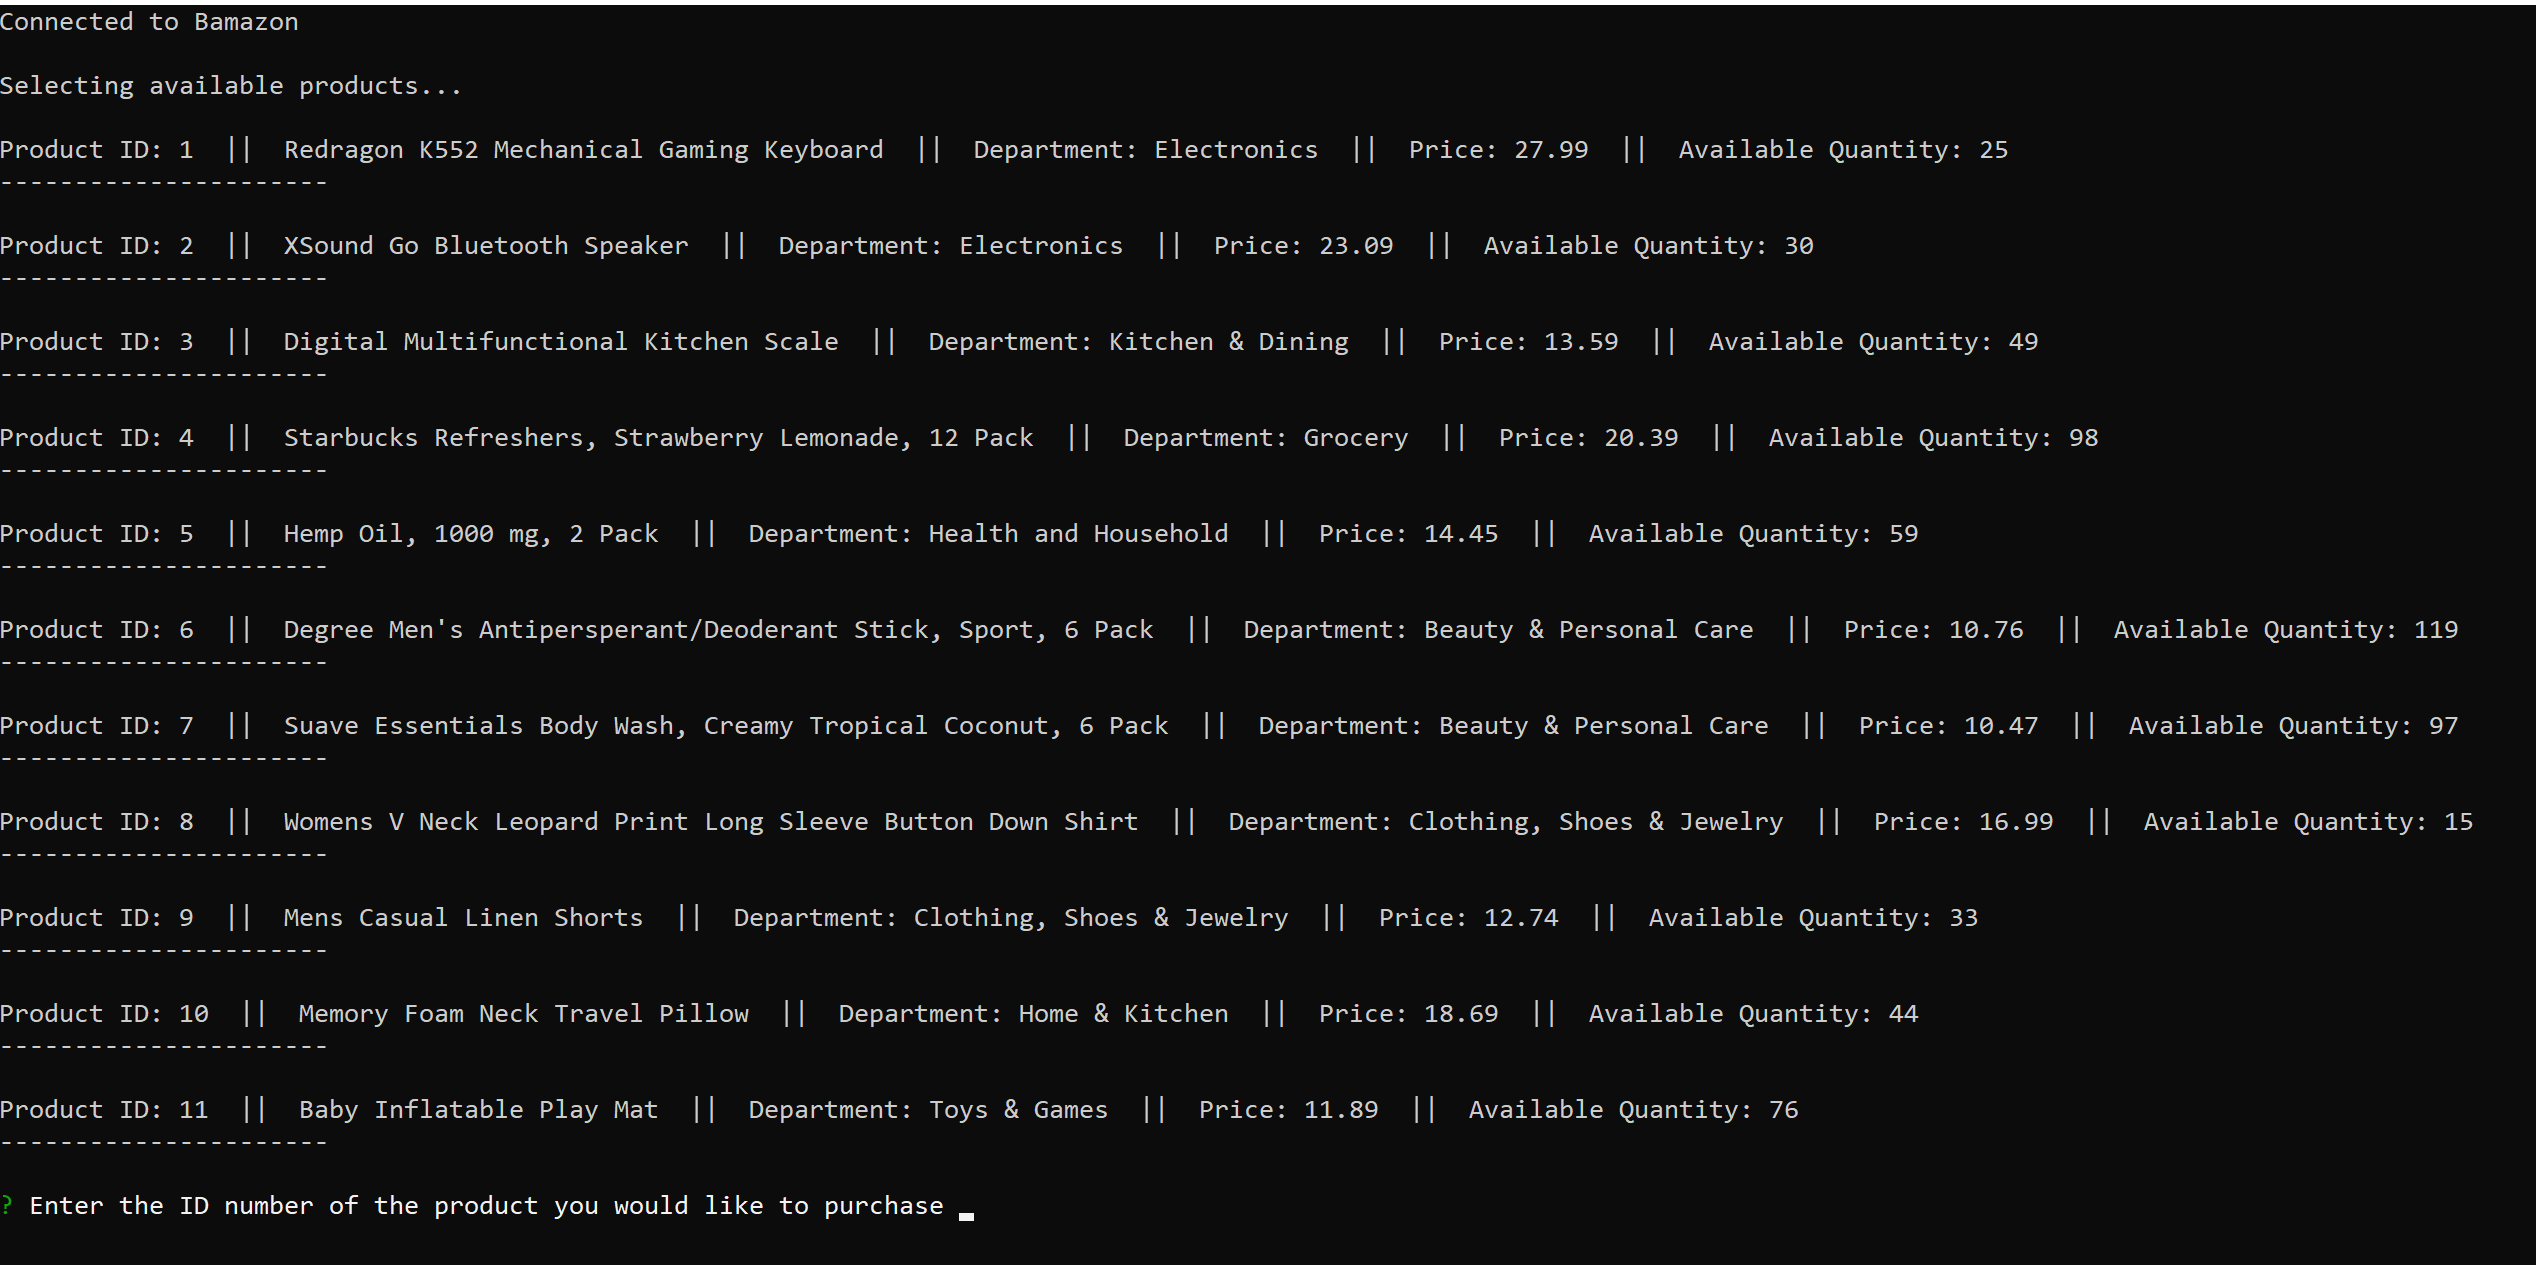 Connected to Bamazon
Selecting available products...
Product ID: 1  ||  Redragon K552 Mechanical Gaming Keyboard  ||  Department: Electronics  ||  Price: 27.99  ||  Available Quantity: 25
----------------------
Product ID: 2  ||  XSound Go Bluetooth Speaker  ||  Department: Electronics  ||  Price: 23.09  ||  Available Quantity: 30
----------------------
Product ID: 3  ||  Digital Multifunctional Kitchen Scale  ||  Department: Kitchen & Dining  ||  Price: 13.59  ||  Available Quantity: 49
----------------------
Product ID: 4  ||  Starbucks Refreshers, Strawberry Lemonade, 12 Pack  ||  Department: Grocery  ||  Price: 20.39  ||  Available Quantity: 98
----------------------
Product ID: 5  ||  Hemp Oil, 1000 mg, 2 Pack  ||  Department: Health and Household  ||  Price: 14.45  ||  Available Quantity: 59
----------------------
Product ID: 6  ||  Degree Men's Antipersperant/Deoderant Stick, Sport, 6 Pack  ||  Department: Beauty & Personal Care  ||  Price: 10.76  ||  Available Quantity: 119
----------------------
Product ID: 7  ||  Suave Essentials Body Wash, Creamy Tropical Coconut, 6 Pack  ||  Department: Beauty & Personal Care  ||  Price: 10.47  ||  Available Quantity: 97
----------------------
Product ID: 8  ||  Womens V Neck Leopard Print Long Sleeve Button Down Shirt  ||  Department: Clothing, Shoes & Jewelry  ||  Price: 16.99  ||  Available Quantity: 15
----------------------
Product ID: 9  ||  Mens Casual Linen Shorts  ||  Department: Clothing, Shoes & Jewelry  ||  Price: 12.74  ||  Available Quantity: 33
----------------------
Product ID: 10  ||  Memory Foam Neck Travel Pillow  ||  Department: Home & Kitchen  ||  Price: 18.69  ||  Available Quantity: 44
----------------------
Product ID: 11  ||  Baby Inflatable Play Mat  ||  Department: Toys & Games  ||  Price: 11.89  ||  Available Quantity: 76
----------------------
? Enter the ID number of the product you would like to purchase